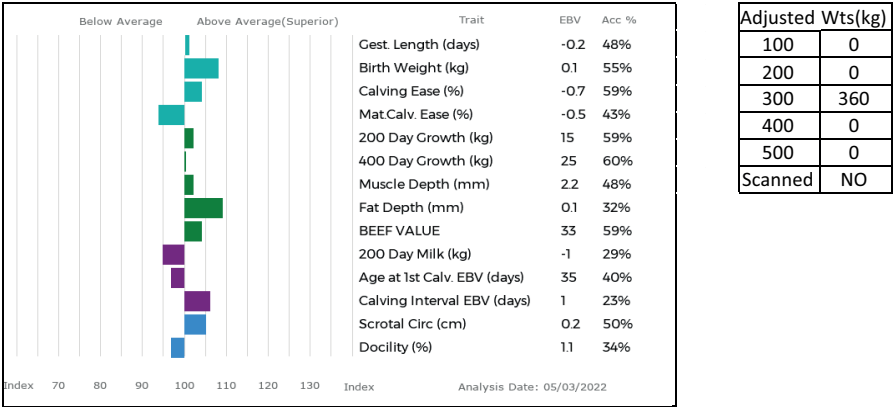 Below Average Above Average(Superior) Trait EBV Acc %
Gest. Length (days) -0.2 48%
Birth Weight (kg) 0.1 55%
Calving Ease (%) -0.7 59%
Mat.Calv. Ease (%) -0.5 43%
200 Day Growth (kg) 15 59%
400 Day Growth (kg) 25 60%
Muscle Depth (mm) 2.2 48%
Fat Depth (mm) 0.1 32%
BEEF VALUE 33 59%
200 Day Milk (kg) -1 29%
Age at 1st Calv. EBV (days) 35 40%
Calving Interval EBV (days) 1 23%
Scrotal Circ (cm) 0.2 50%
Docility (%) 1.1 34%
Index 70 80 90 100 110 120 130 Index Analysis Date: 05/03/2022
Adjusted Wts(kg)
100 0
200 0
300 360
400 0
500 0
Scanned NO